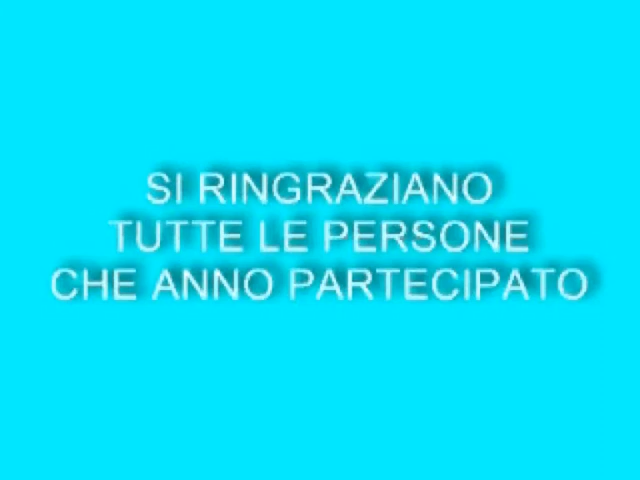 SI RINGRAZIANO
TUTTE LE PERSONE
CHE ANNO PARTECIPATO